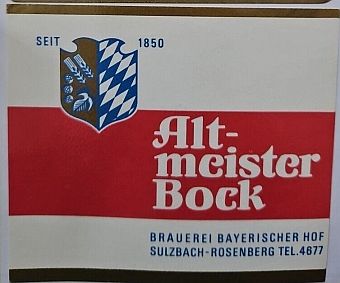 SEIT 1850
Alt-
meister
Bock
BRAUEREI BAYERISCHER HOF
SULZBACH-ROSENBERG TEL.4677